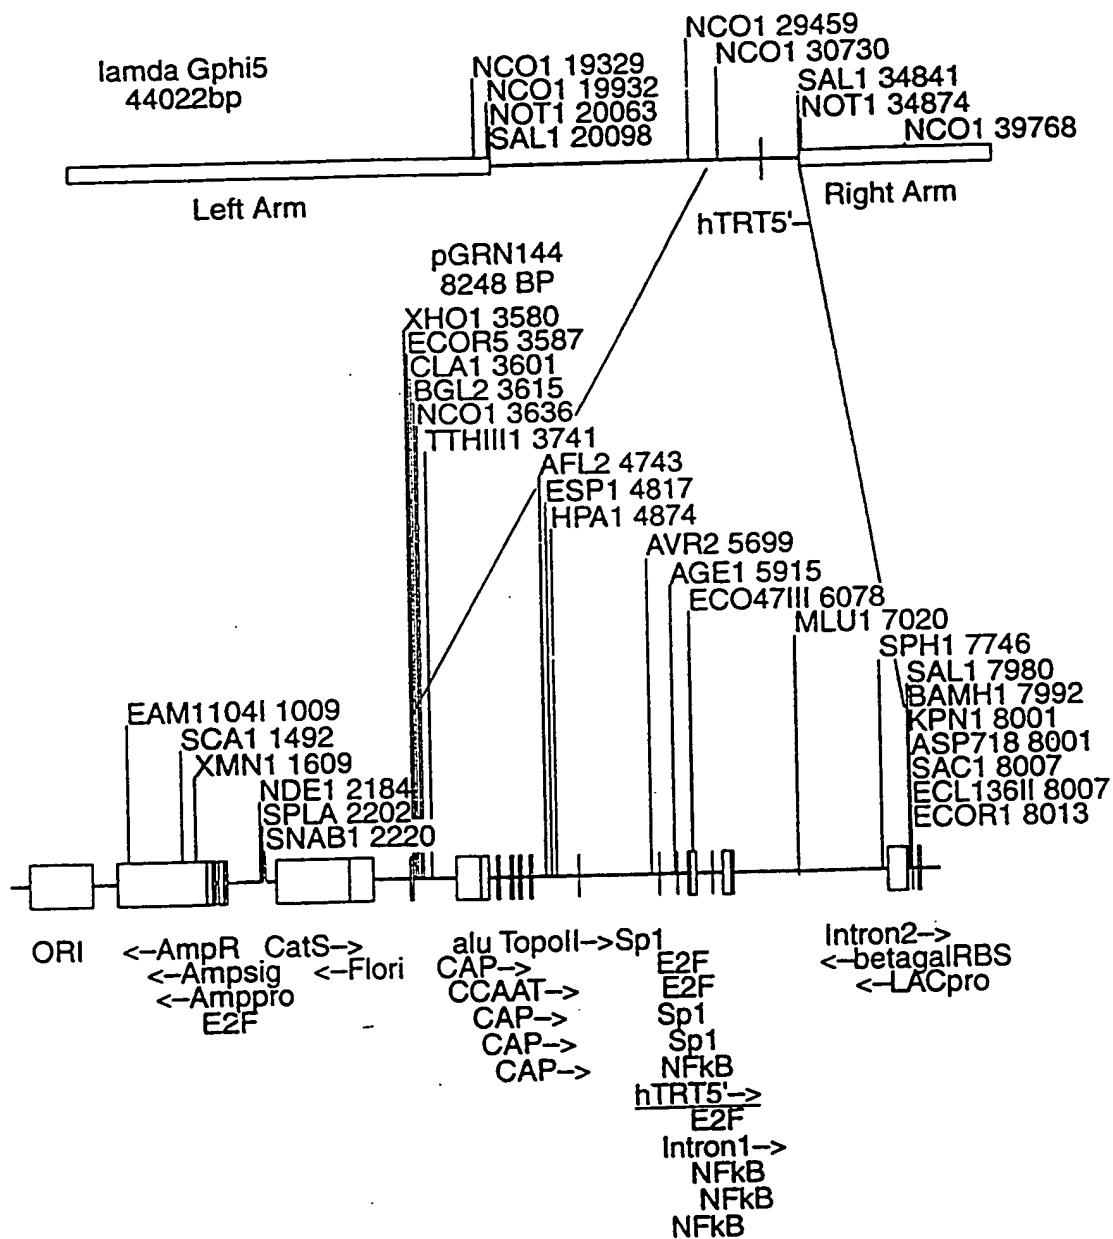 lamda Gphi5
44022bp
NCO1 19329
NCO1 19932
NOT1 20063
SAL1 20098
NCO1 29459
NCO1 30730
SAL1 34841
NOT1 34874
NCO1 39768
Left Arm
Right Arm
hTRT5'
pGRN144
8248 BP
XHO1 3580
ECOR5 3587
CLA1 3601
BGL2 3615
NCO1 3636
TTHIII1 3741
AFL2 4743
ESP1 4817
HPA1 4874
AVR2 5699
AGE1 5915
ECO47III 6078
MLU1 7020
SPH1 7746
SAL1 7980
BAMH1 7992
KPN1 8001
ASP718 8001
SAC1 8007
ECL136II 8007
ECOR1 8013
EAM1104I 1009
SCA1 1492
XMN1 1609
NDE1 2184
SPLA 2202
SNAB1 2220
ORI
<-AmpR
<-Ampsig
<-Amppro
E2F
CatS->
<-Flori
alu TopoII->Sp1
CAP->
CCAAT->
CAP->
CAP->
CAP->
E2F
E2F
Sp1
Sp1
NFkB
hTRT5'->
E2F
Intron1->
NFkB
NFkB
NFkB
Intron2->
<-betagalRBS
<-LACpro